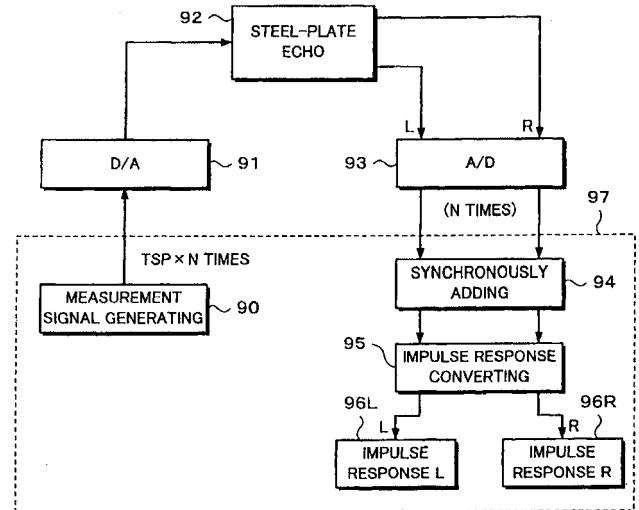 92
STEEL-PLATE
ECHO
L
R
D/A
91
93
A/D
(N TIMES)
97
TSP × N TIMES
SYNCHRONOUSLY
ADDING
94
MEASUREMENT
SIGNAL GENERATING
90
95
IMPULSE RESPONSE
CONVERTING
96L
L
R
96R
IMPULSE
RESPONSE L
IMPULSE
RESPONSE R